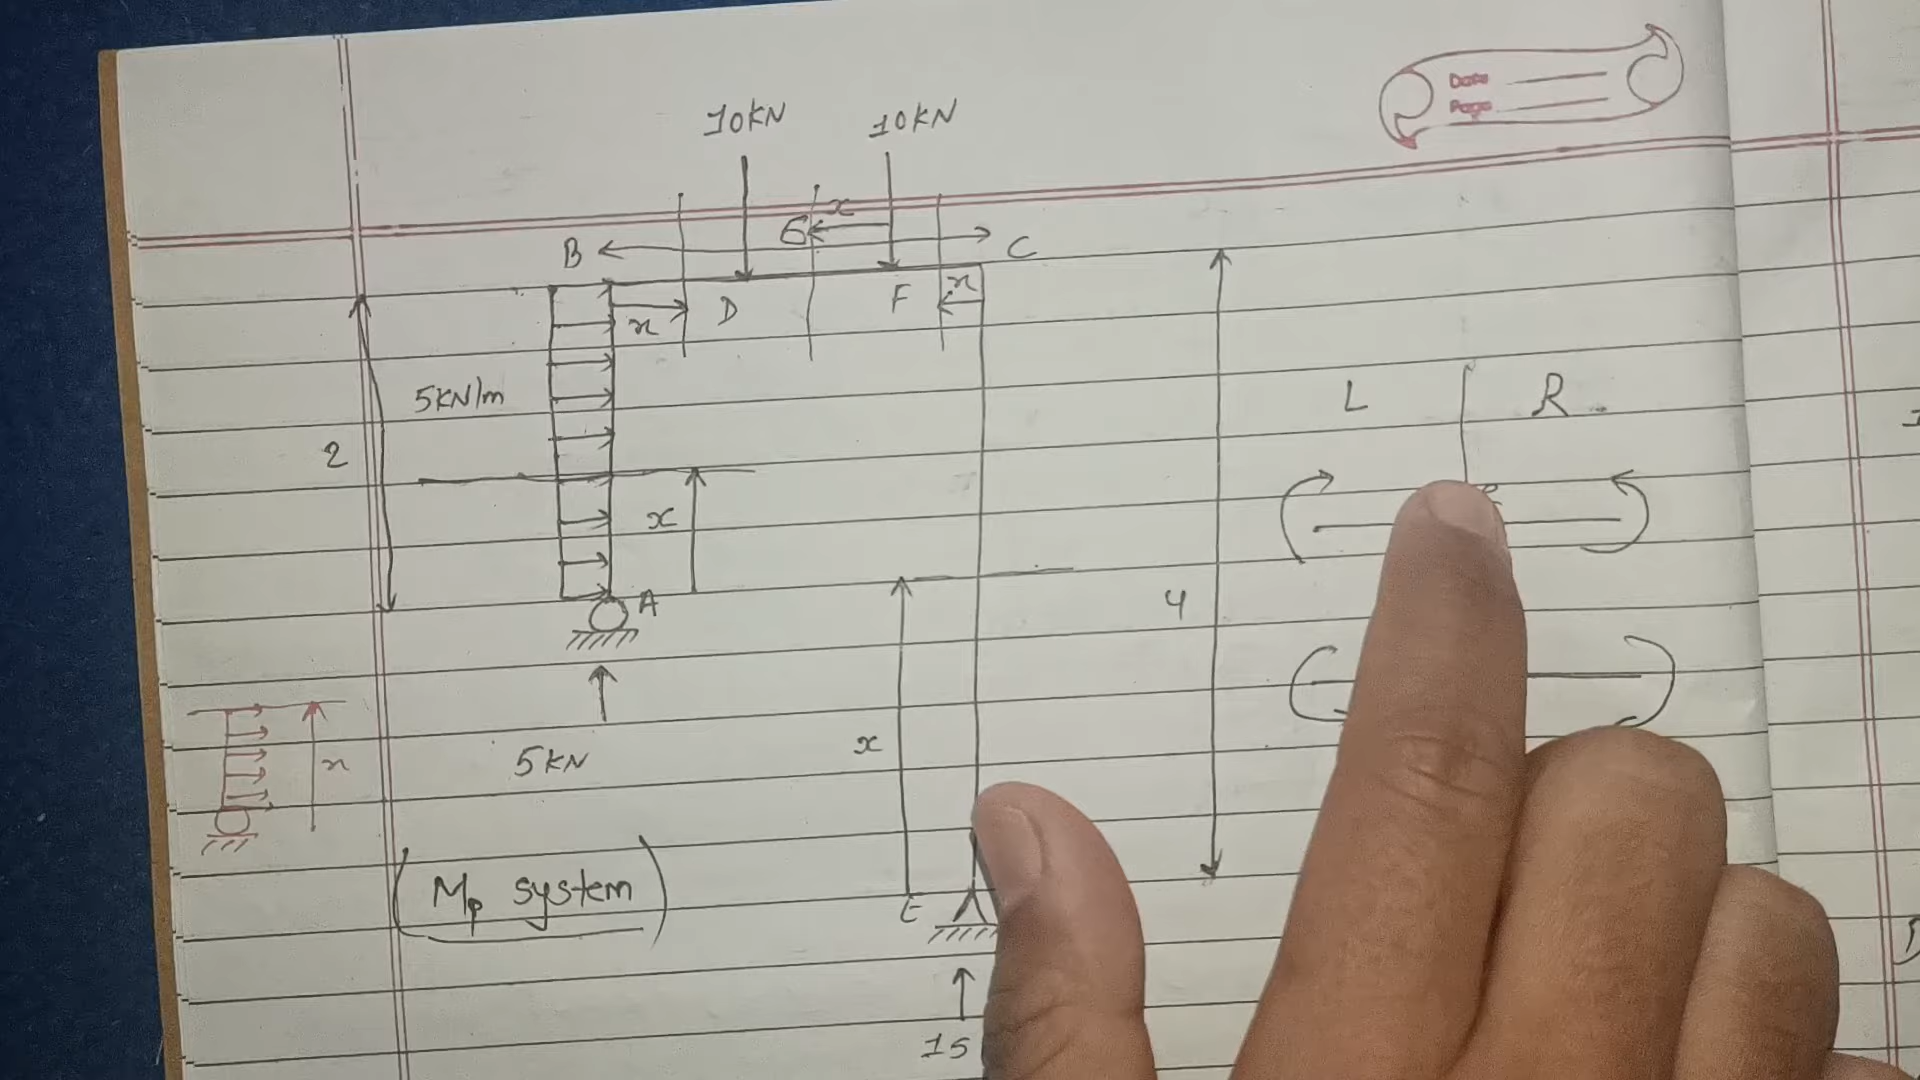 Date
Page
10KN 10KN
x
B G C
x
D F
x
5KN/m
L R
2
x
A
4
5KN
x
x
(Mp system)
E
15